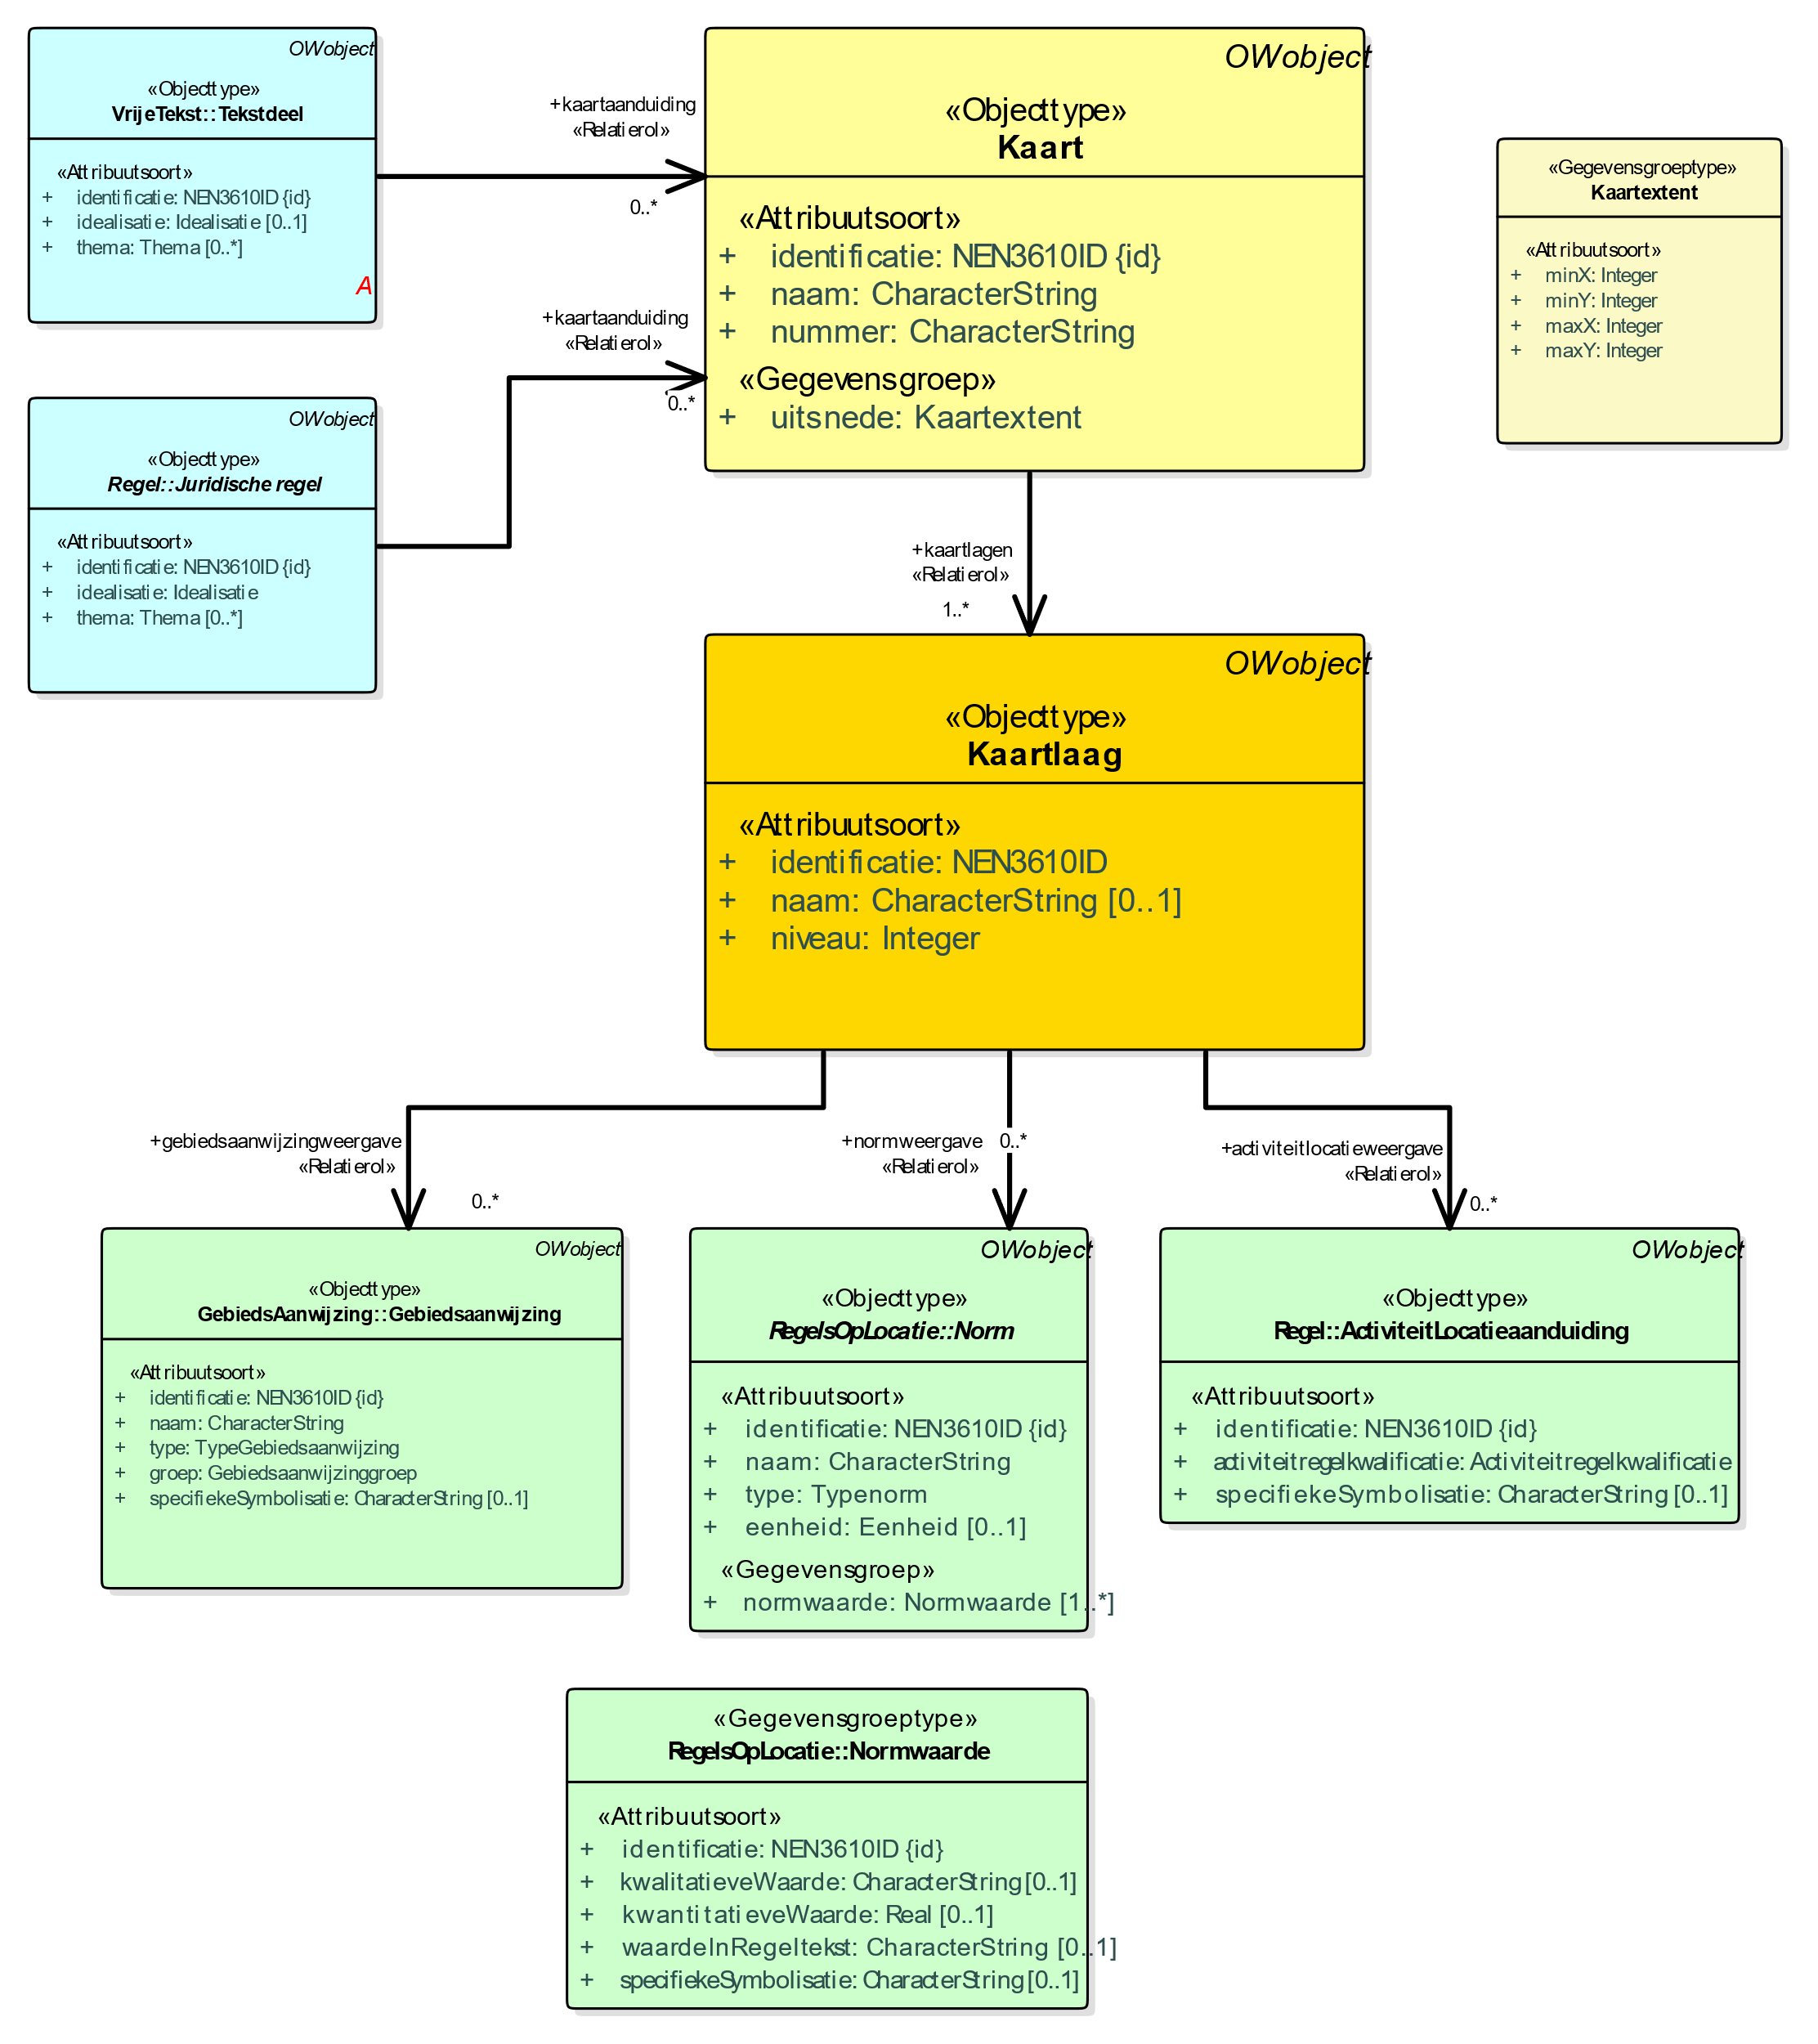 OWobject
«Objecttype»
VrijeTekst::Tekstdeel
«Attribuutsoort»
+ identificatie: NEN3610ID {id}
+ idealisatie: Idealisatie [0..1]
+ thema: Thema [0..*]
A
+kaartaanduiding
«Relatierol»
0..*
OWobject
«Objecttype»
Kaart
«Attribuutsoort»
+ identificatie: NEN3610ID {id}
+ naam: CharacterString
+ nummer: CharacterString
«Gegevensgroep»
+ uitsnede: Kaartextent
«Gegevensgroeptype»
Kaartextent
«Attribuutsoort»
+ minX: Integer
+ minY: Integer
+ maxX: Integer
+ maxY: Integer
+kaartaanduiding
«Relatierol»
0..*
OWobject
«Objecttype»
Regel::Juridische regel
«Attribuutsoort»
+ identificatie: NEN3610ID {id}
+ idealisatie: Idealisatie
+ thema: Thema [0..*]
+kaartlagen
«Relatierol»
1..*
OWobject
«Objecttype»
Kaartlaag
«Attribuutsoort»
+ identificatie: NEN3610ID
+ naam: CharacterString [0..1]
+ niveau: Integer
+gebiedsaanwijzingweergave
«Relatierol»
0..*
+normweergave
«Relatierol»
0..*
+activiteitlocatieweergave
«Relatierol»
0..*
OWobject
«Objecttype»
GebiedsAanwijzing::Gebiedsaanwijzing
«Attribuutsoort»
+ identificatie: NEN3610ID {id}
+ naam: CharacterString
+ type: TypeGebiedsaanwijzing
+ groep: Gebiedsaanwijzinggroep
+ specifiekeSymbolisatie: CharacterString [0..1]
OWobject
«Objecttype»
RegelsOpLocatie::Norm
«Attribuutsoort»
+ identificatie: NEN3610ID {id}
+ naam: CharacterString
+ type: Typenorm
+ eenheid: Eenheid [0..1]
«Gegevensgroep»
+ normwaarde: Normwaarde [1..*]
OWobject
«Objecttype»
Regel::ActiviteitLocatieaanduiding
«Attribuutsoort»
+ identificatie: NEN3610ID {id}
+ activiteitregelkwalificatie: Activiteitregelkwalificatie
+ specifiekeSymbolisatie: CharacterString [0..1]
«Gegevensgroeptype»
RegelsOpLocatie::Normwaarde
«Attribuutsoort»
+ identificatie: NEN3610ID {id}
+ kwalitatieveWaarde: CharacterString [0..1]
+ kwantitatieveWaarde: Real [0..1]
+ waardeInRegeltekst: CharacterString [0..1]
+ specifiekeSymbolisatie: CharacterString [0..1]